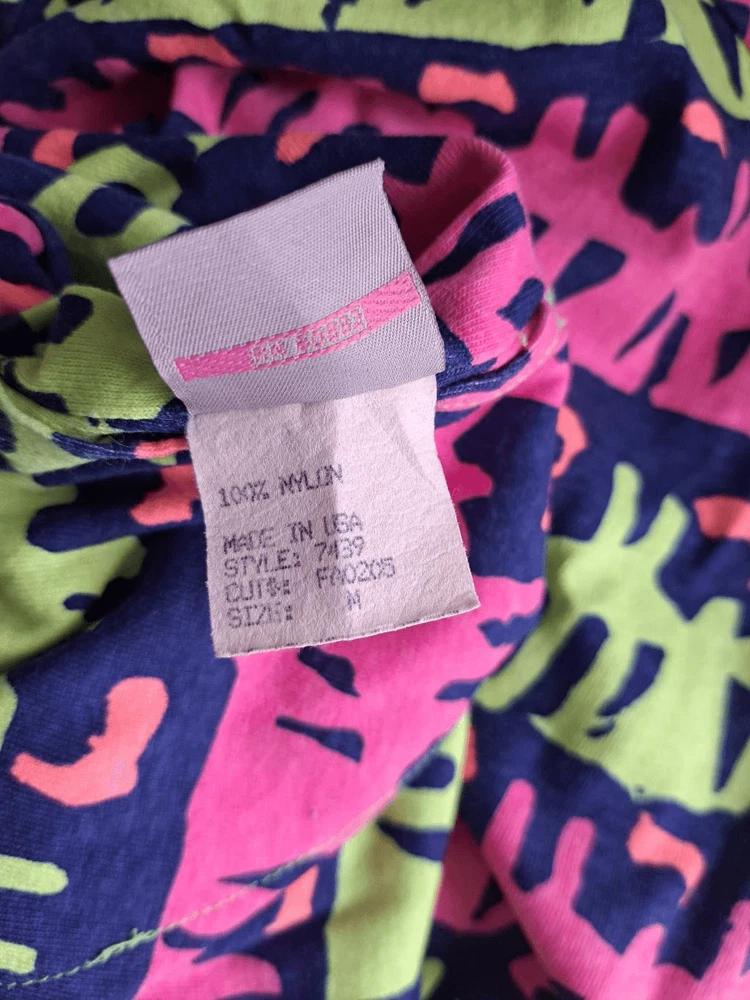 100% NYLON
MADE IN USA
STYLE: 7439
CUT#: FA0205
SIZE: M